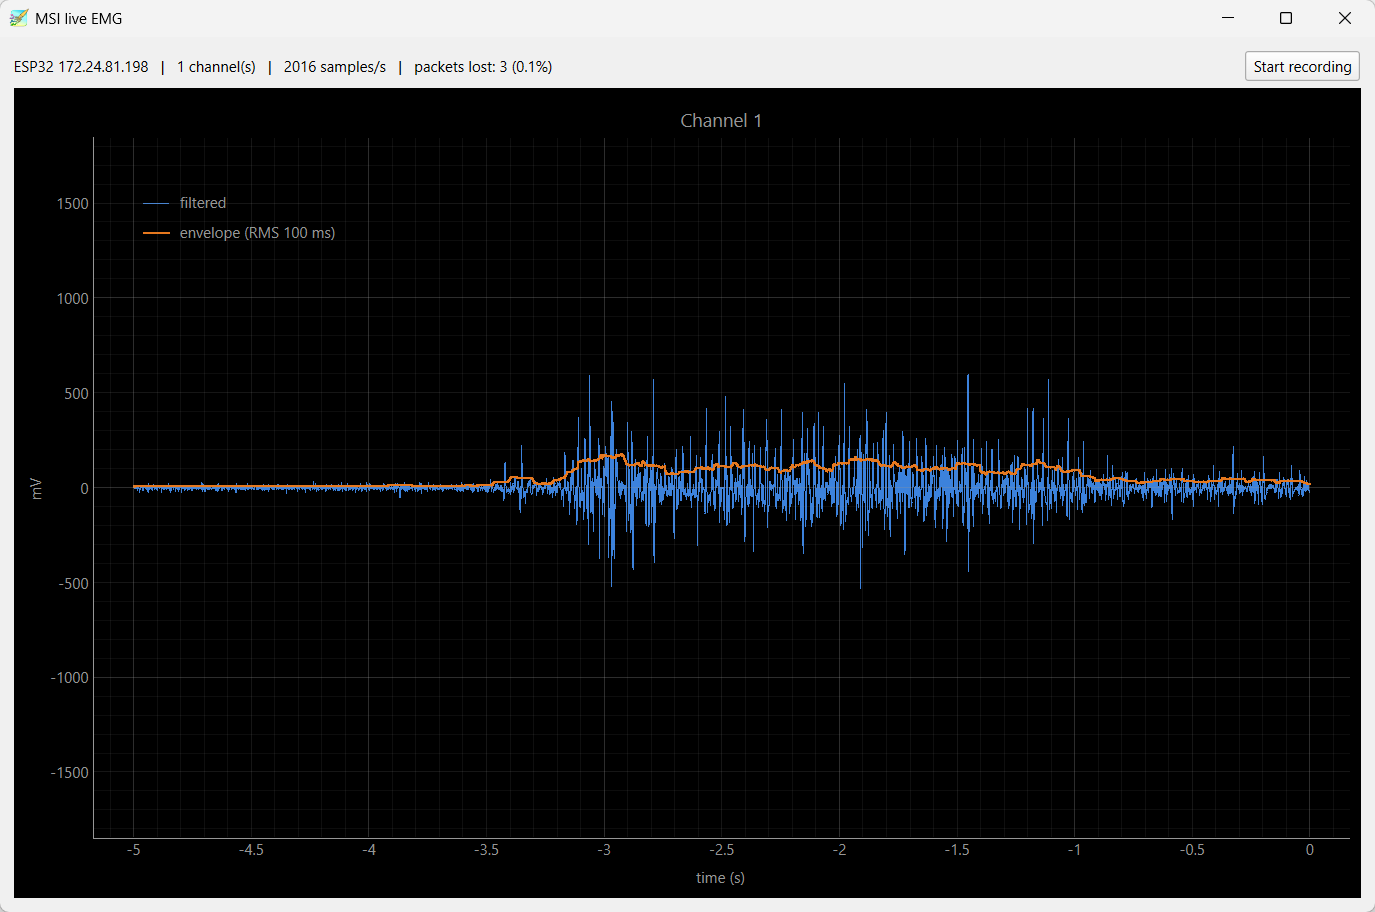 MSI live EMG
ESP32 172.24.81.198 | 1 channel(s) | 2016 samples/s | packets lost: 3 (0.1%)
Start recording
Channel 1
filtered
envelope (RMS 100 ms)
1500
1000
500
0
-500
-1000
-1500
mV
-5 -4.5 -4 -3.5 -3 -2.5 -2 -1.5 -1 -0.5 0
time (s)